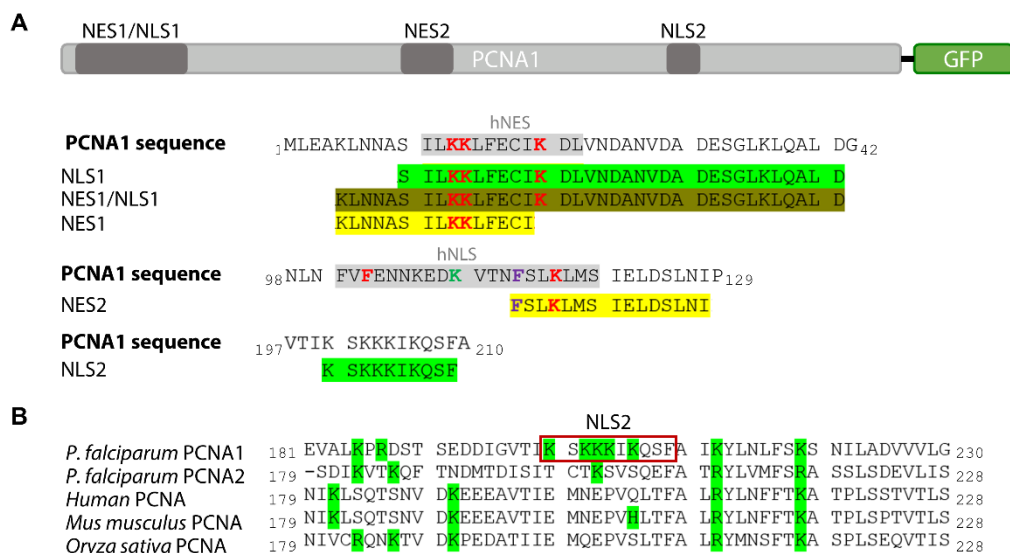 A
NES1/NLS1 NES2 NLS2
PCNA1 GFP
hNES
PCNA1 sequence 1MLEAKLNNAS ILKKLFECIK DLVNDANVDA DESGLKLQAL DG42
NLS1 S ILKKLFECIK DLVNDANVDA DESGLKLQAL D
NES1/NLS1 KLNNAS ILKKLFECIK DLVNDANVDA DESGLKLQAL D
NES1 KLNNAS ILKKLFECI
hNLS
PCNA1 sequence 98NLN FVFENNKEDK VTNFSLKLMS IELDSLNIP129
NES2 FSLKLMS IELDSLNI
PCNA1 sequence 197VTIK SKKKIKQSFA210
NLS2 K SKKKIKQSF
B
NLS2
P. falciparum PCNA1 181 EVALKPRDST SEDDIGVTIK SKKKIKQSFA IKYLNLFSKS NILADVVVLG 230
P. falciparum PCNA2 179 -SDIKVTKQF TNDMTDISIT CTKSVSQEFA TRYLVMFSRA SSLSDEVLIS 228
Human PCNA 179 NIKLSQTSNV DKEEEAVTIE MNEPVQLTFA LRYLNFFTKA TPLSSTVTLS 228
Mus musculus PCNA 179 NIKLSQTSNV DKEEEAVTIE MNEPVHLTFA LRYLNFFTKA TPLSPTVTLS 228
Oryza sativa PCNA 179 NIVCRQNKTV DKPEDATIIE MQEPVSLTFA LRYMNSFTKA SPLSEQVTIS 228